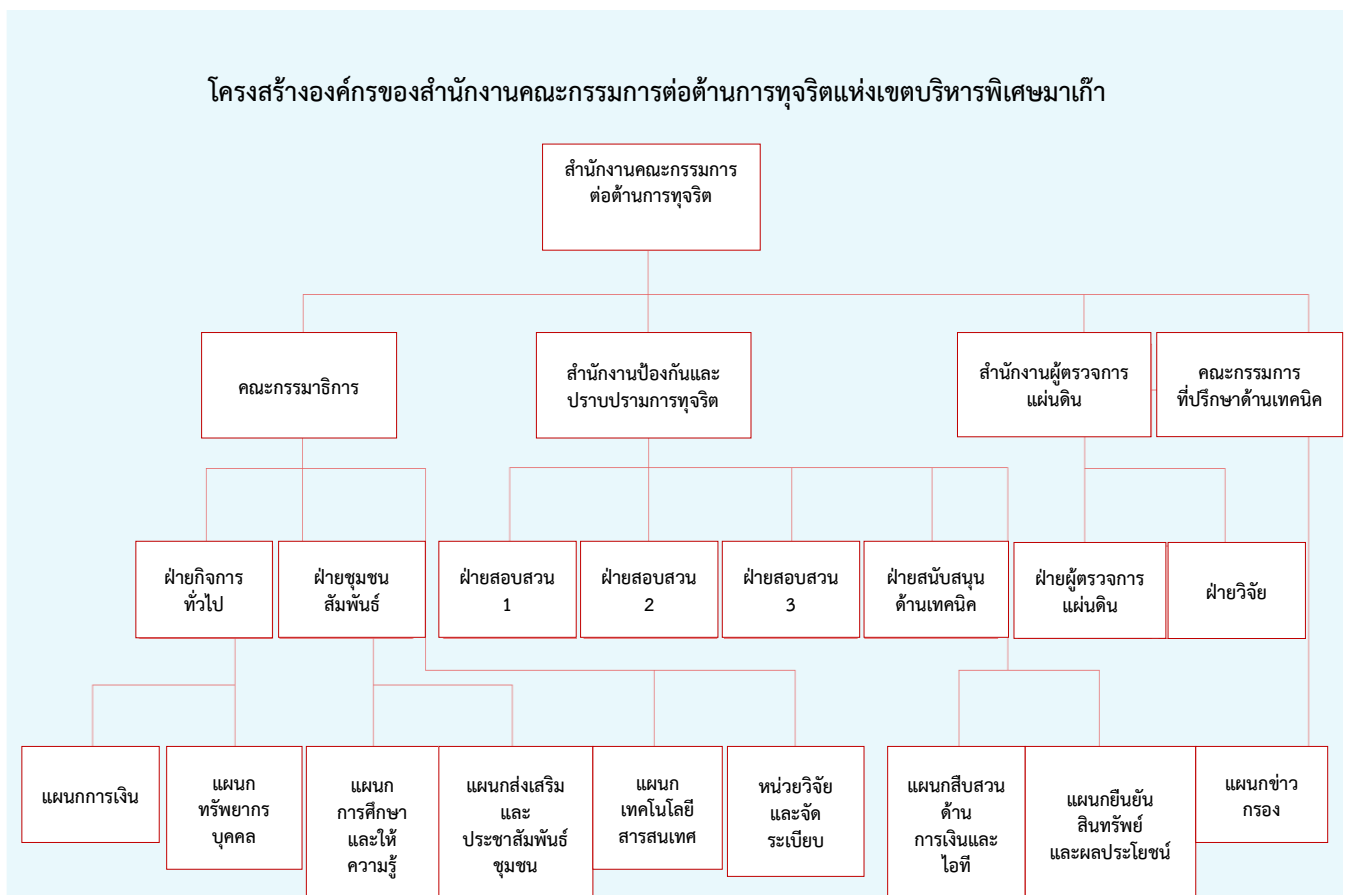 โครงสร้างองค์กรของสำนักงานคณะกรรมการต่อต้านการทุจริตแห่งเขตบริหารพิเศษมาเก๊า
สำนักงานคณะกรรมการ
ต่อต้านการทุจริต
คณะกรรมาธิการ
สำนักงานป้องกันและ
ปราบปรามการทุจริต
สำนักงานผู้ตรวจการ
แผ่นดิน
คณะกรรมการ
ที่ปรึกษาด้านเทคนิค
ฝ่ายกิจการ
ทั่วไป
ฝ่ายชุมชน
สัมพันธ์
ฝ่ายสอบสวน
1
ฝ่ายสอบสวน
2
ฝ่ายสอบสวน
3
ฝ่ายสนับสนุน
ด้านเทคนิค
ฝ่ายผู้ตรวจการ
แผ่นดิน
ฝ่ายวิจัย
แผนกการเงิน
แผนก
ทรัพยากร
บุคคล
แผนก
การศึกษา
และให้
ความรู้
แผนกส่งเสริม
และ
ประชาสัมพันธ์
ชุมชน
แผนก
เทคโนโลยี
สารสนเทศ
หน่วยวิจัย
และจัด
ระเบียบ
แผนกสืบสวน
ด้าน
การเงินและ
ไอที
แผนกยืนยัน
สินทรัพย์
และผลประโยชน์
แผนกข่าว
กรอง